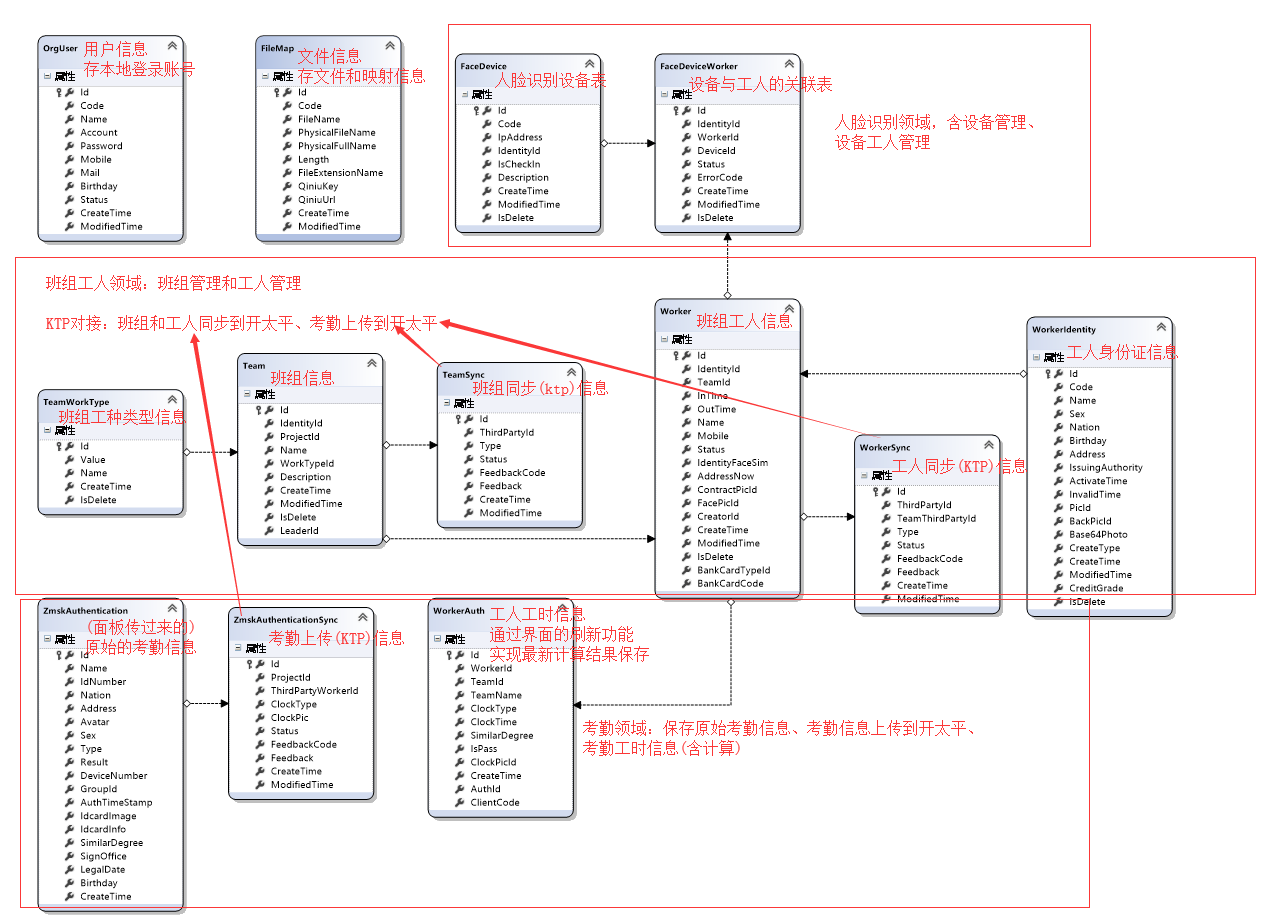 OrgUser
用户信息
存本地登录账号
属性
Id
Code
Name
Account
Password
Mobile
Mail
Birthday
Status
CreateTime
ModifiedTime
FileMap
文件信息
属性
存文件和映射信息
Id
Code
FileName
PhysicalFileName
PhysicalFullName
Length
FileExtensionName
QiniuKey
QiniuUrl
CreateTime
ModifiedTime
FaceDevice
人脸识别设备表
属性
Id
Code
IpAddress
IdentityId
IsCheckIn
Description
CreateTime
ModifiedTime
IsDelete
FaceDeviceWorker
设备与工人的关联表
属性
Id
IdentityId
WorkerId
DeviceId
Status
ErrorCode
CreateTime
ModifiedTime
IsDelete
人脸识别领域，含设备管理、
设备工人管理
班组工人领域：班组管理和工人管理
KTP对接：班组和工人同步到开太平、考勤上传到开太平
TeamWorkType
班组工种类型信息
属性
Id
Value
Name
CreateTime
IsDelete
Team
班组信息
属性
Id
IdentityId
ProjectId
Name
WorkTypeId
Description
CreateTime
ModifiedTime
IsDelete
LeaderId
TeamSync
班组同步(ktp)信息
属性
Id
ThirdPartyId
Type
Status
FeedbackCode
Feedback
CreateTime
ModifiedTime
Worker
班组工人信息
属性
Id
IdentityId
TeamId
InTime
OutTime
Name
Mobile
Status
IdentityFaceSim
AddressNow
ContractPicId
FacePicId
CreatorId
CreateTime
ModifiedTime
IsDelete
BankCardTypeId
BankCardCode
WorkerSync
工人同步(KTP)信息
属性
Id
ThirdPartyId
TeamThirdPartyId
Type
Status
FeedbackCode
Feedback
CreateTime
ModifiedTime
WorkerIdentity
工人身份证信息
属性
Id
Code
Name
Sex
Nation
Birthday
Address
IssuingAuthority
ActivateTime
InvalidTime
PicId
BackPicId
Base64Photo
CreateType
CreateTime
ModifiedTime
CreditGrade
IsDelete
ZmskAuthentication
(面板传过来的)
属性
原始的考勤信息
Id
Name
IdNumber
Nation
Address
Avatar
Sex
Type
Result
DeviceNumber
GroupId
AuthTimeStamp
IdcardImage
IdcardInfo
SimilarDegree
SignOffice
LegalDate
Birthday
CreateTime
ZmskAuthenticationSync
考勤上传(KTP)信息
属性
Id
ProjectId
ThirdPartyWorkerId
ClockType
ClockPic
Status
FeedbackCode
Feedback
CreateTime
ModifiedTime
WorkerAuth
工人工时信息
属性
通过界面的刷新功能
实现最新计算结果保存
Id
WorkerId
TeamId
TeamName
ClockType
ClockTime
SimilarDegree
IsPass
ClockPicId
CreateTime
AuthId
ClientCode
考勤领域：保存原始考勤信息、考勤信息上传到开太平、
考勤工时信息(含计算)